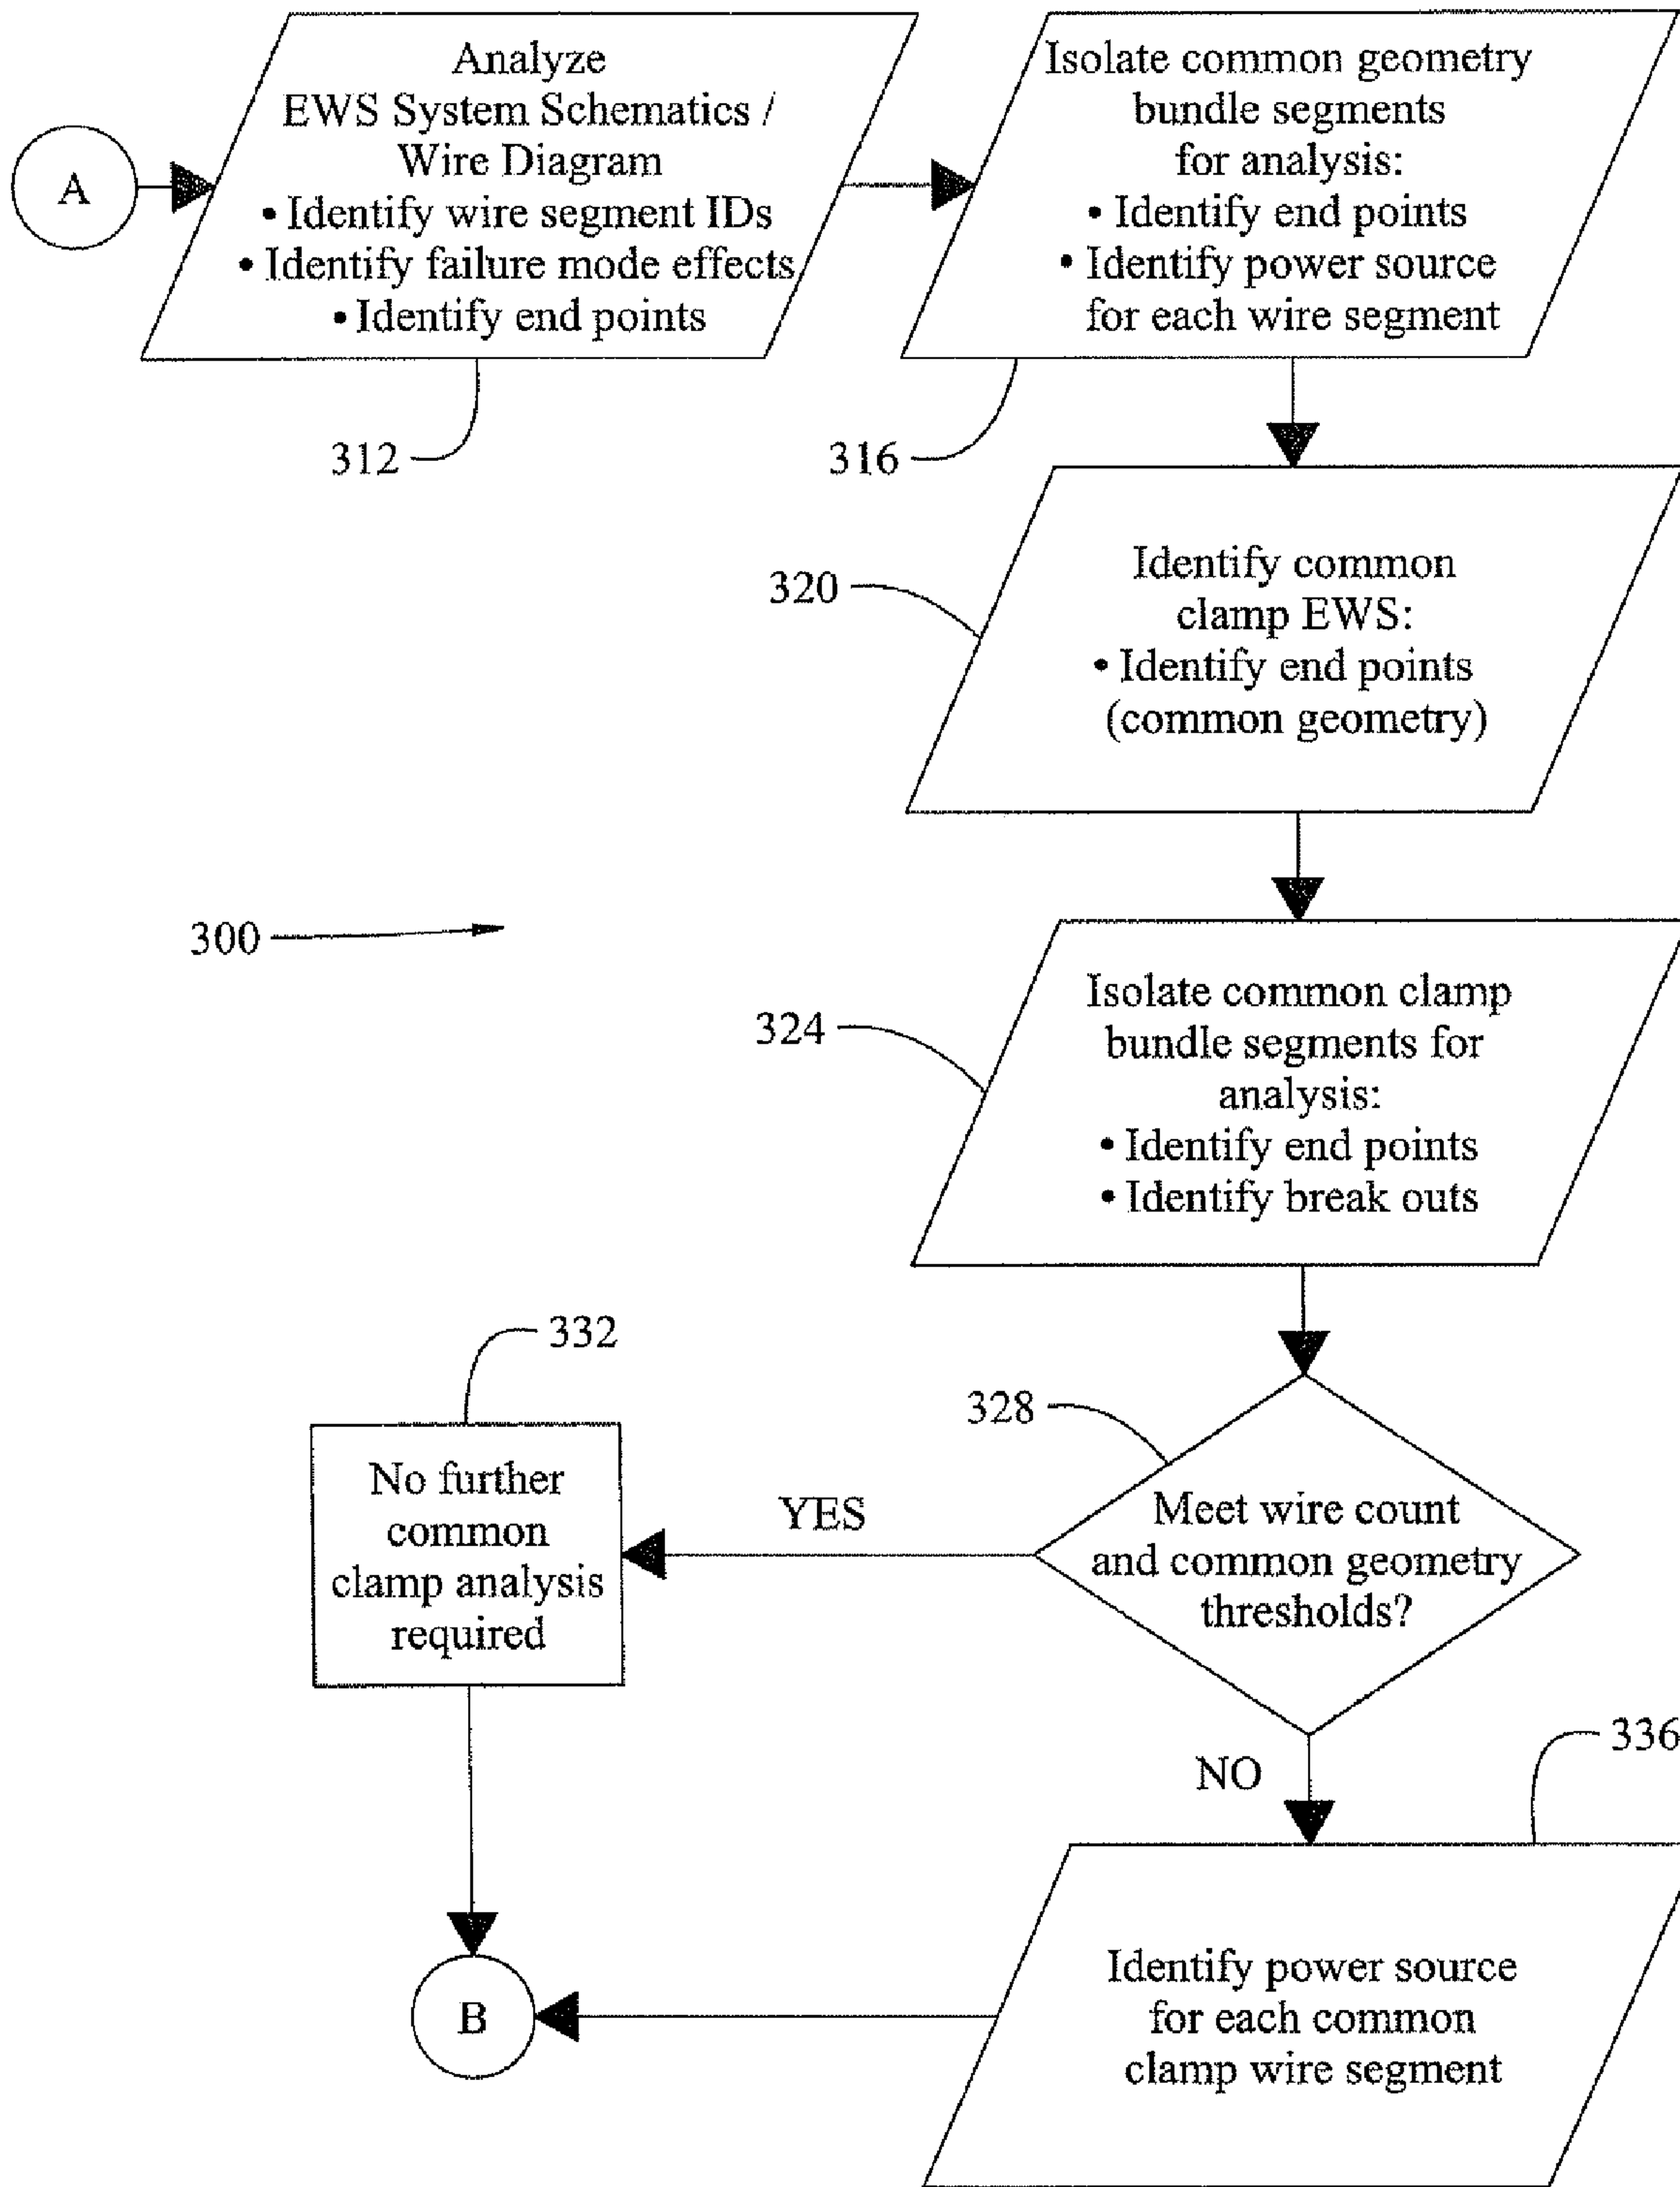 A
Analyze
EWS System Schematics /
Wire Diagram
• Identify wire segment IDs
• Identify failure mode effects
• Identify end points
312
Isolate common geometry
bundle segments
for analysis:
• Identify end points
• Identify power source
for each wire segment
316
Identify common
clamp EWS:
• Identify end points
(common geometry)
320
300
Isolate common clamp
bundle segments for
analysis:
• Identify end points
• Identify break outs
324
332
328
No further
common
clamp analysis
required
YES
Meet wire count
and common geometry
thresholds?
NO
336
B
Identify power source
for each common
clamp wire segment